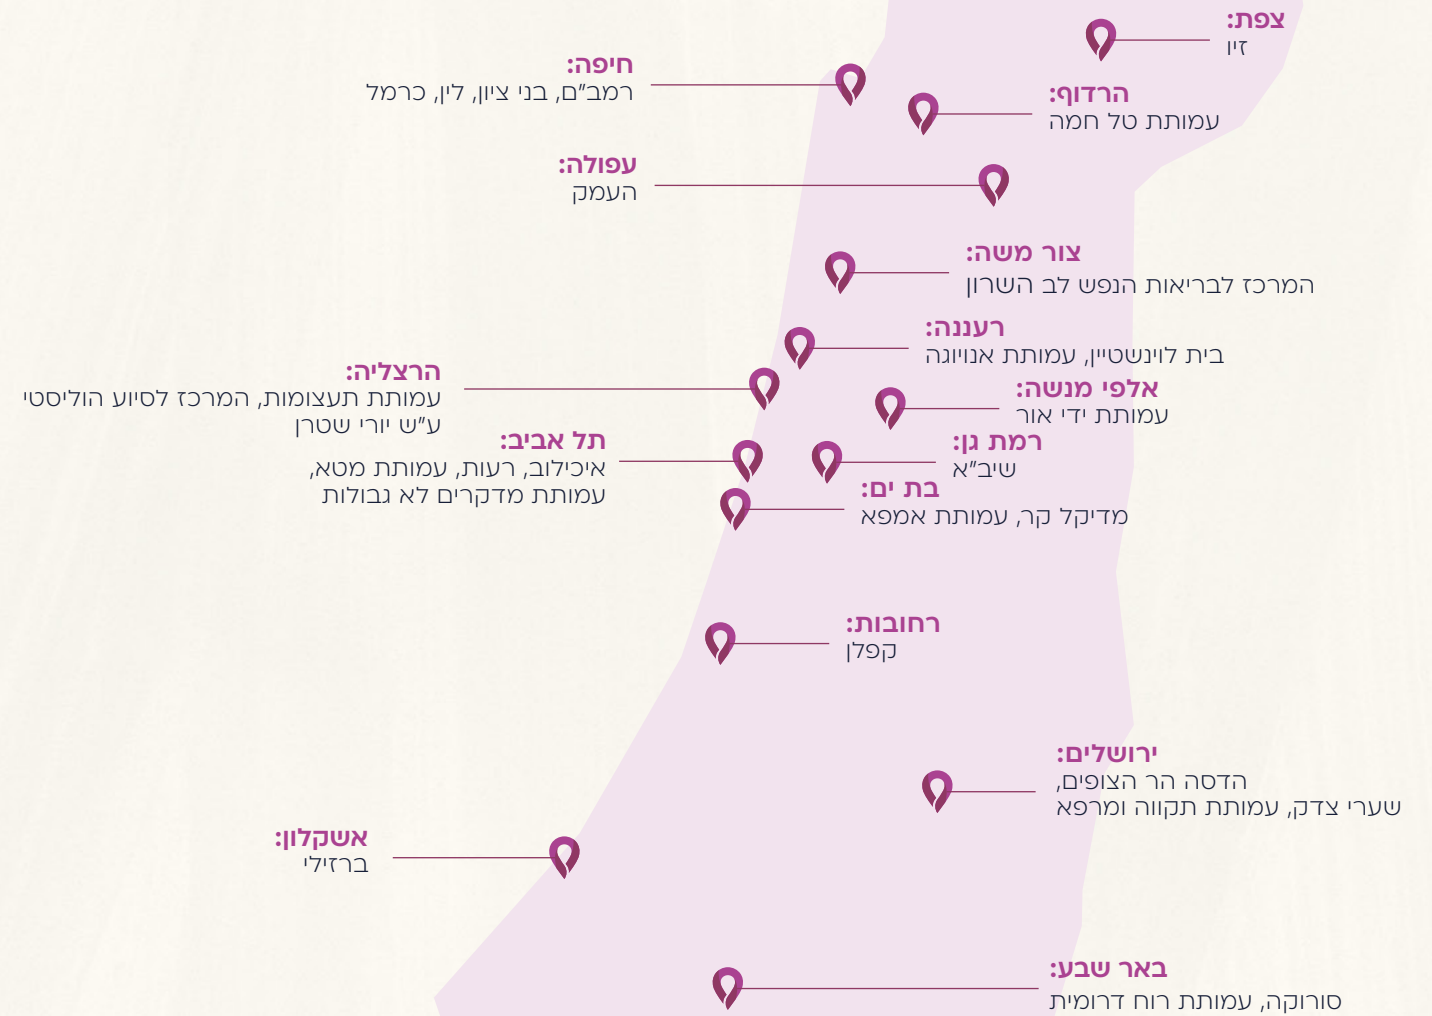 צפת:
זיו
חיפה:
רמב"ם, בני ציון, לין, כרמל
הרדוף:
עמותת טל חמה
עפולה:
העמק
צור משה:
המרכז לבריאות הנפש לב השרון
רעננה:
בית לוינשטיין, עמותת אנויוגה
הרצליה:
עמותת תעצומות, המרכז לסיוע הוליסטי
ע"ש יורי שטרן
אלפי מנשה:
עמותת ידי אור
תל אביב:
איכילוב, רעות, עמותת מטא,
עמותת מדקרים לא גבולות
רמת גן:
שיב"א
בת ים:
מדיקל קר, עמותת אמפא
רחובות:
קפלן
ירושלים:
הדסה הר הצופים,
שערי צדק, עמותת תקווה ומרפא
אשקלון:
ברזילי
באר שבע:
סורוקה, עמותת רוח דרומית